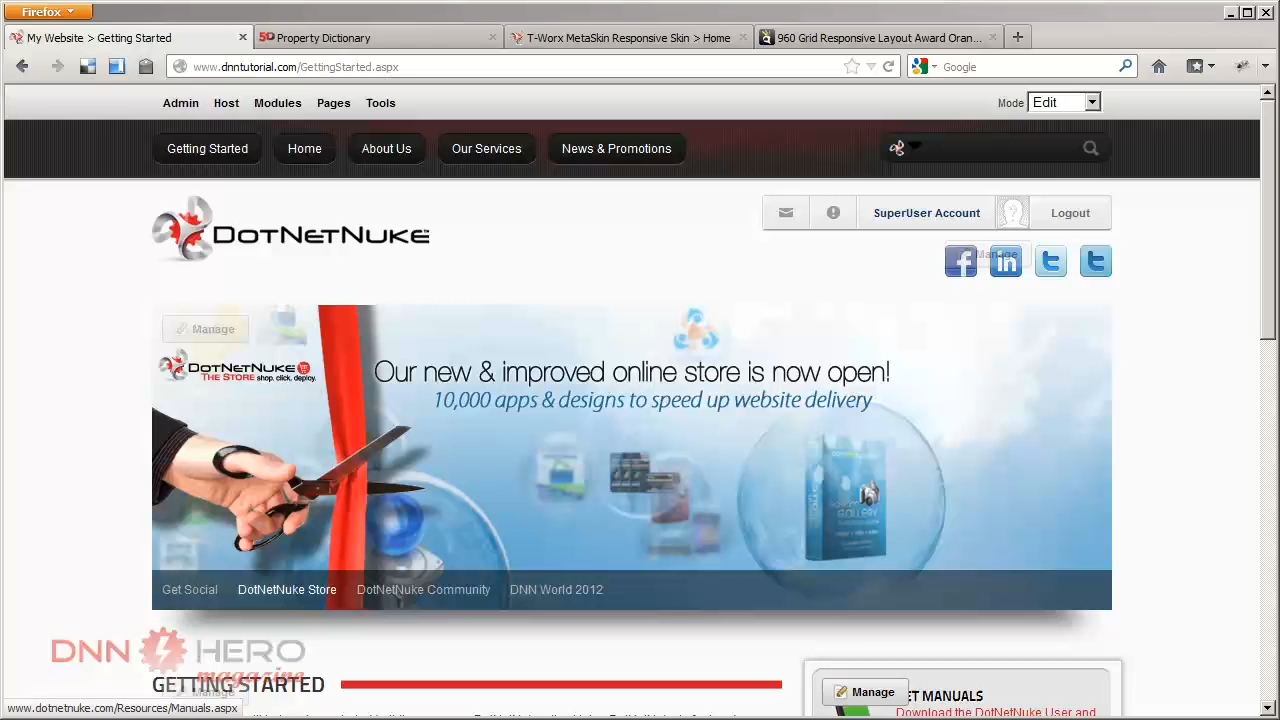 Firefox
My Website > Getting Started
Property Dictionary
T-Worx MetaSkin Responsive Skin > Home
960 Grid Responsive Layout Award Oran...
www.dnntutorial.com/GettingStarted.aspx
Google
Admin Host Modules Pages Tools
Mode Edit
Getting Started Home About Us Our Services News & Promotions
DotNetNuke
SuperUser Account
Logout
Manage
Manage
DotNetNuke
THE STORE shop. click. deploy.
Our new & improved online store is now open!
10,000 apps & designs to speed up website delivery
Get Social DotNetNuke Store DotNetNuke Community DNN World 2012
DNN HERO
magazine
GETTING STARTED
Manage
Manage
MANUALS
Download the DotNetNuke User and
www.dotnetnuke.com/Resources/Manuals.aspx